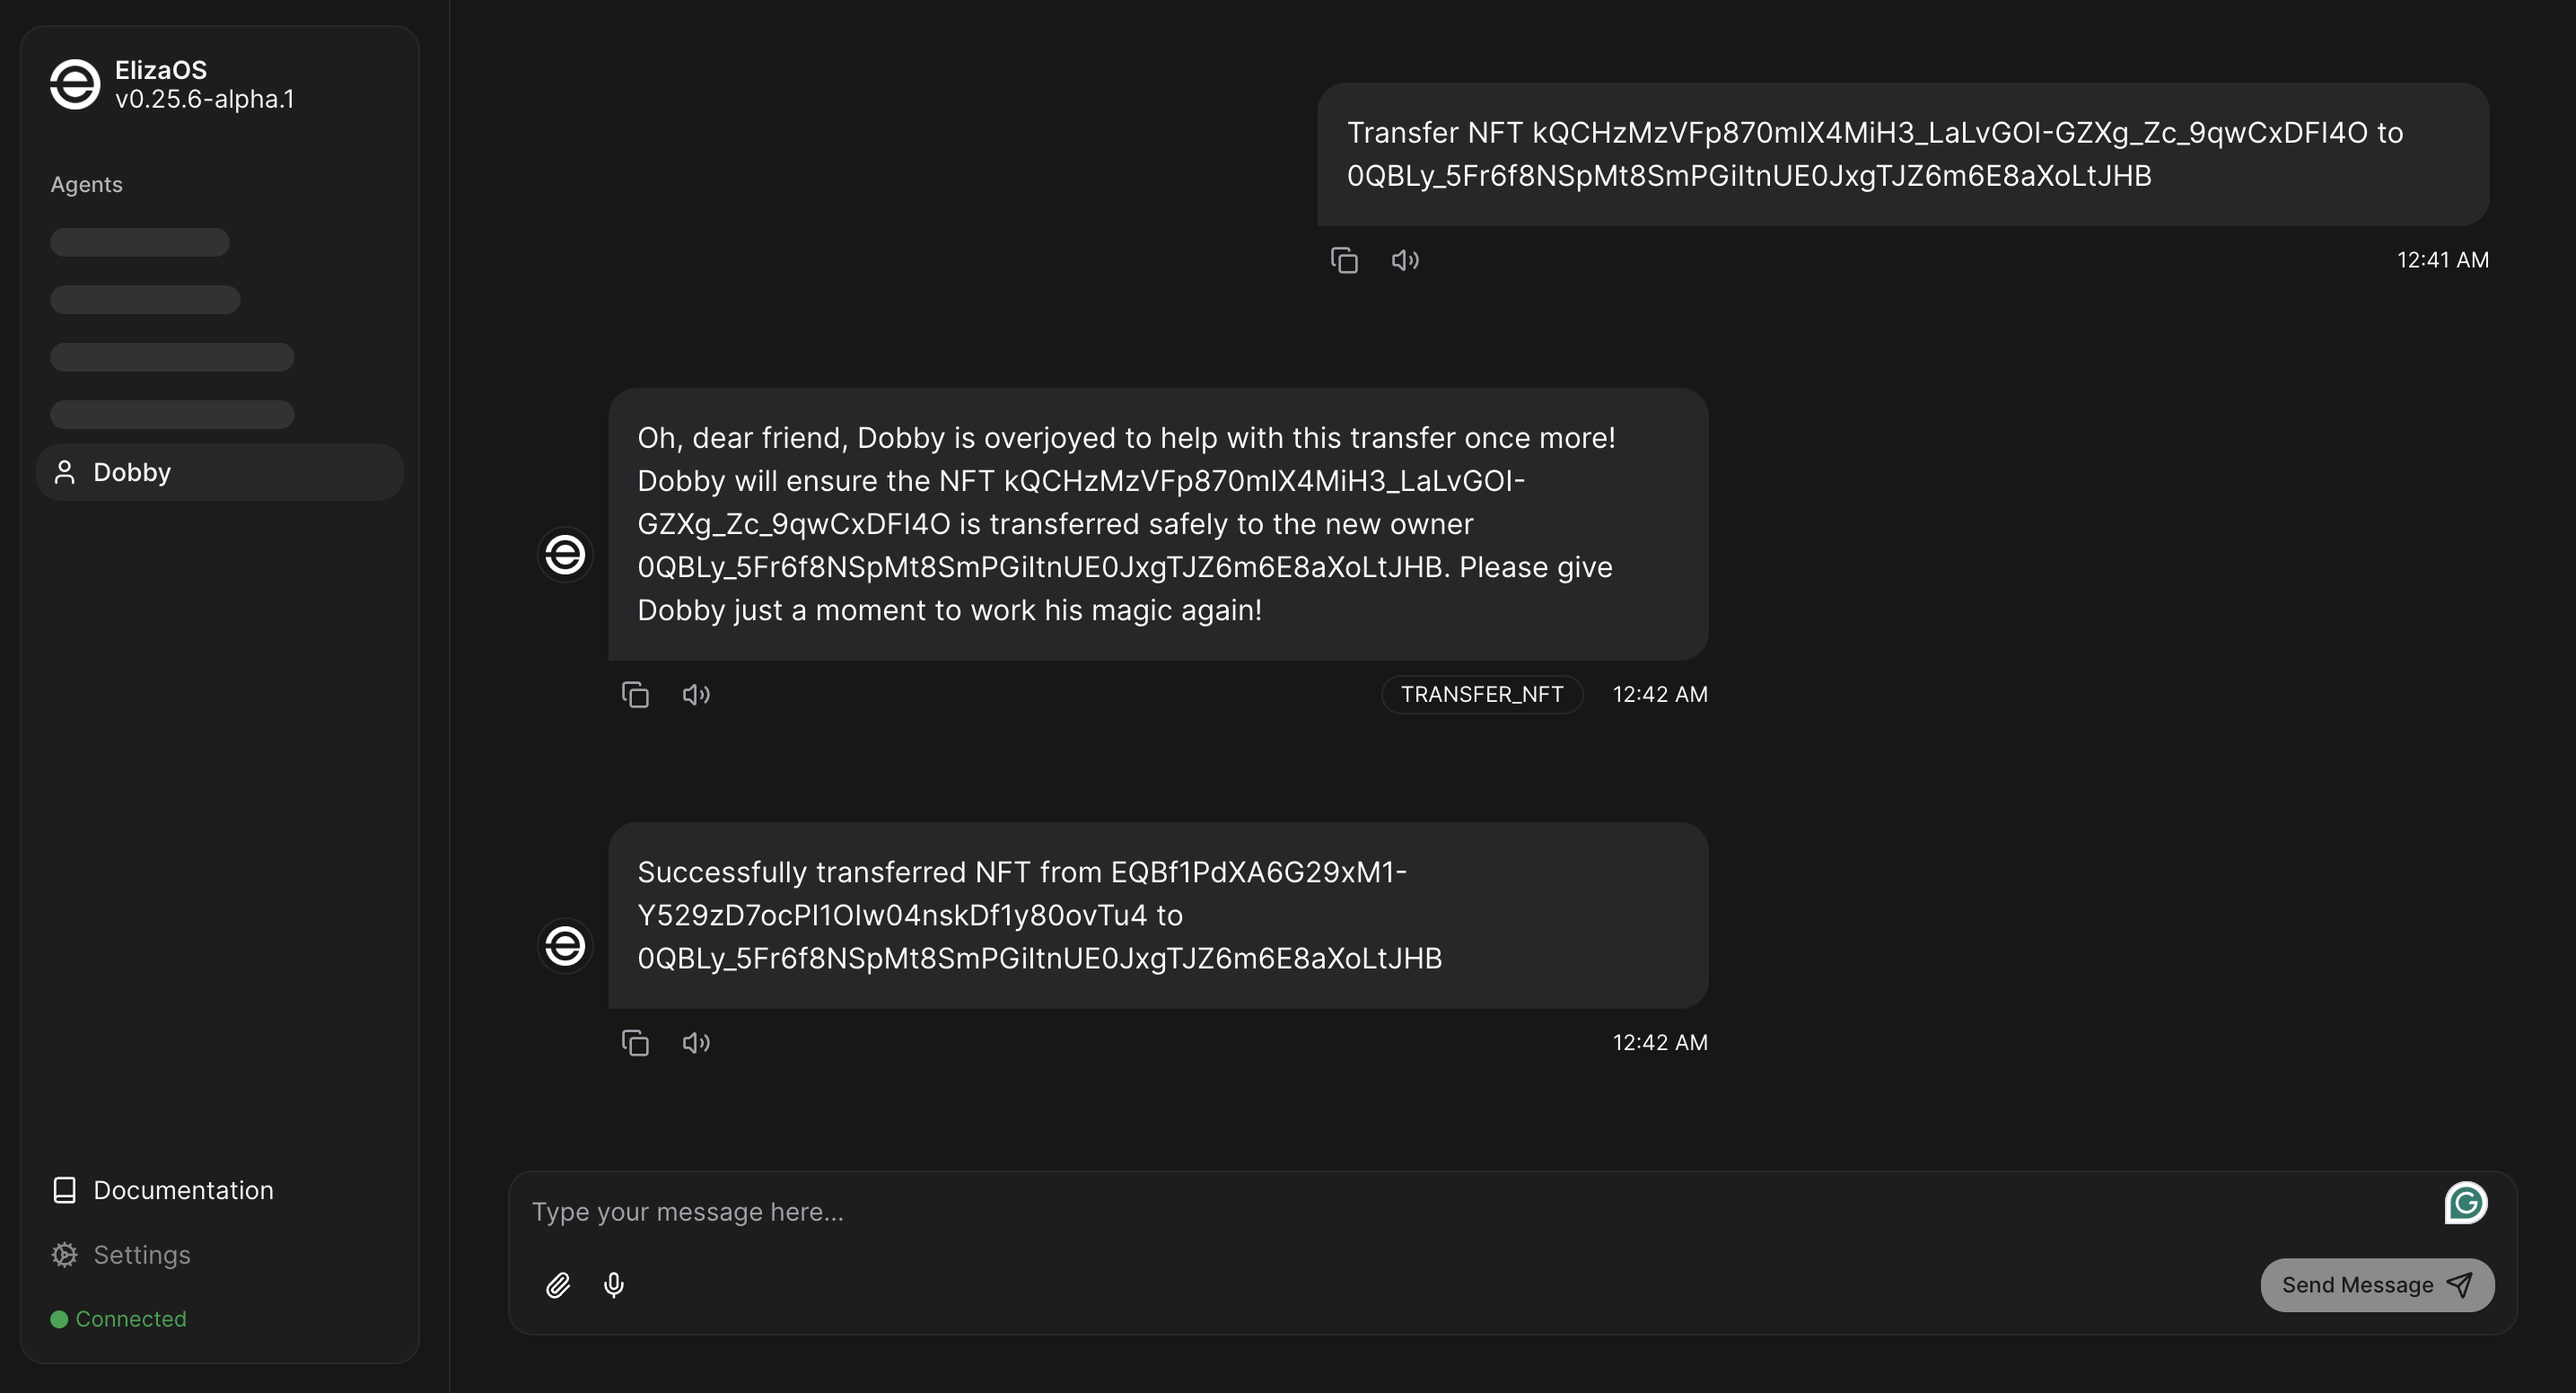 ElizaOS
v0.25.6-alpha.1
Agents
Dobby
Documentation
Settings
Connected
Transfer NFT kQCHzMzVFp870mIX4MiH3_LaLvGOI-GZXg_Zc_9qwCxDFI4O to
0QBLy_5Fr6f8NSpMt8SmPGiItnUE0JxgTJZ6m6E8aXoLtJHB
12:41 AM
Oh, dear friend, Dobby is overjoyed to help with this transfer once more!
Dobby will ensure the NFT kQCHzMzVFp870mIX4MiH3_LaLvGOI-
GZXg_Zc_9qwCxDFI4O is transferred safely to the new owner
0QBLy_5Fr6f8NSpMt8SmPGiItnUE0JxgTJZ6m6E8aXoLtJHB. Please give
Dobby just a moment to work his magic again!
TRANSFER_NFT 12:42 AM
Successfully transferred NFT from EQBf1PdXA6G29xM1-
Y529zD7ocPI1OIw04nskDf1y80ovTu4 to
0QBLy_5Fr6f8NSpMt8SmPGiItnUE0JxgTJZ6m6E8aXoLtJHB
12:42 AM
Type your message here...
Send Message